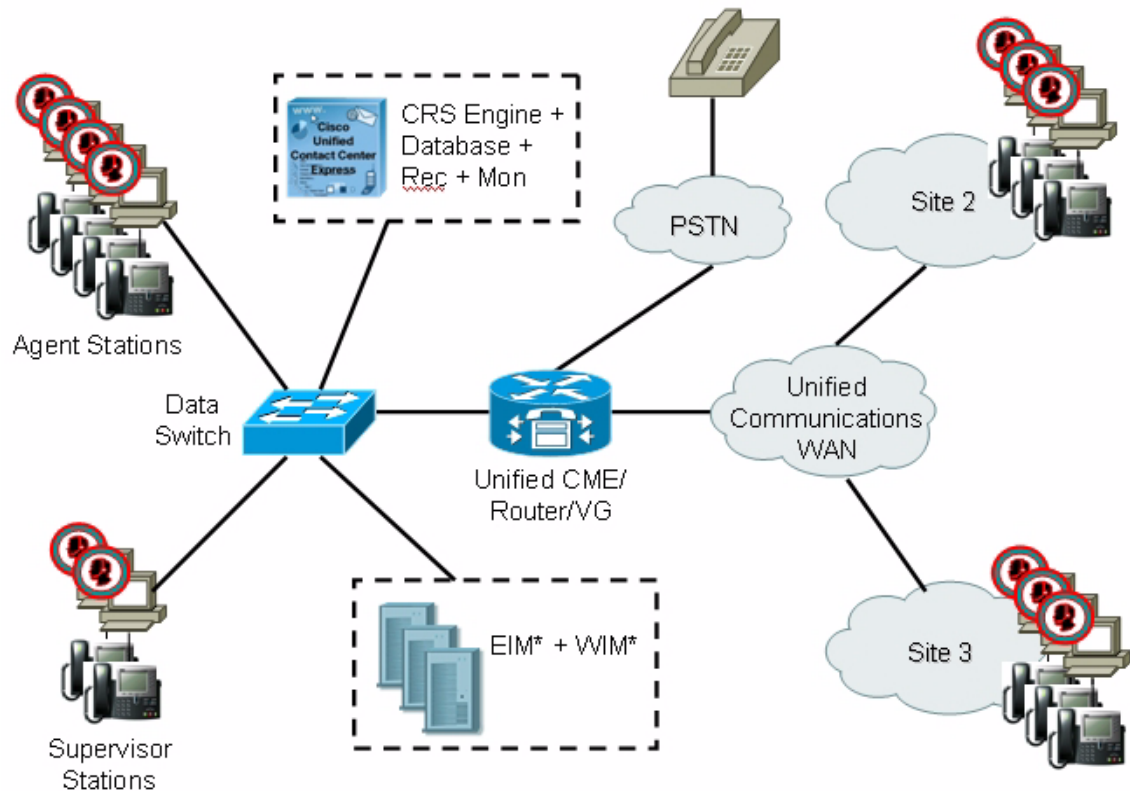 www.
Cisco
Unified
Contact Center
Express
CRS Engine +
Database +
Rec + Mon
PSTN
Site 2
Agent Stations
Data
Switch
Unified
Communications
WAN
Unified CME/
Router/VG
EIM* + WIM*
Site 3
Supervisor
Stations